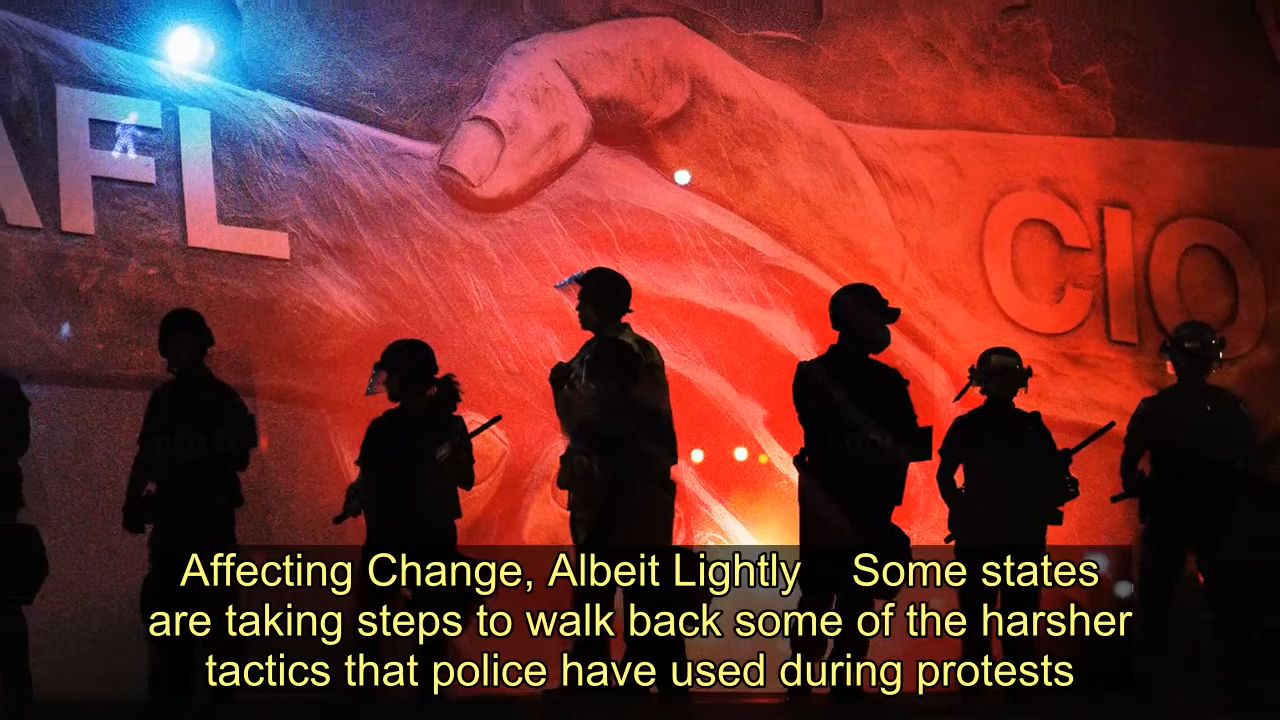 AFL
CIO
Affecting Change, Albeit Lightly Some states
are taking steps to walk back some of the harsher
tactics that police have used during protests